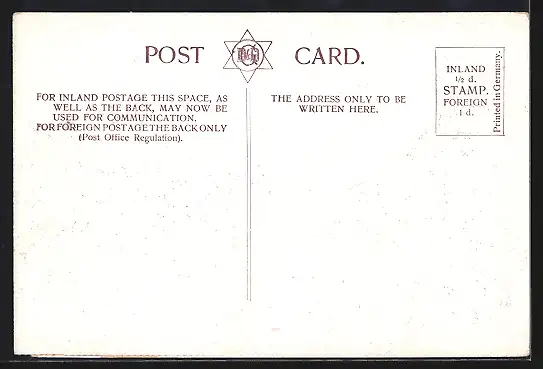 POST CARD.
FOR INLAND POSTAGE THIS SPACE, AS
WELL AS THE BACK, MAY NOW BE
USED FOR COMMUNICATION.
FOR FOREIGN POSTAGE THE BACK ONLY
(Post Office Regulation).
THE ADDRESS ONLY TO BE
WRITTEN HERE.
INLAND
½ d.
STAMP.
FOREIGN
1 d.
Printed in Germany.